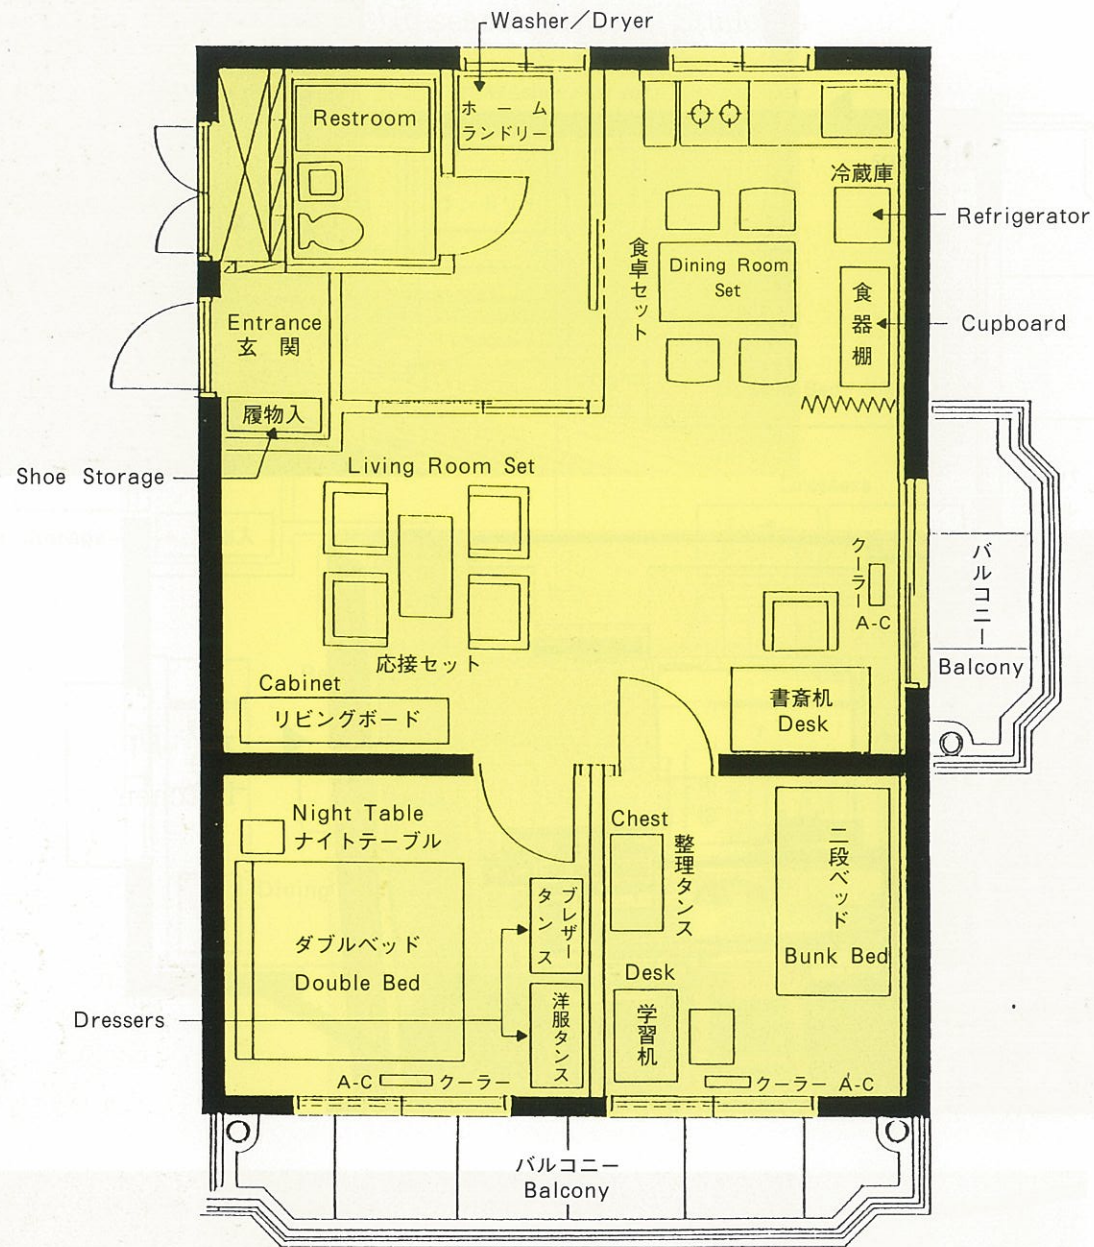 Washer／Dryer
Restroom
ホーム
ランドリー
冷蔵庫
Refrigerator
食卓セット
Dining Room
Set
食器棚
Cupboard
Entrance
玄関
履物入
Shoe Storage
Living Room Set
応接セット
クーラー
A-C
バルコニー
Balcony
Cabinet
リビングボード
書斎机
Desk
Night Table
ナイトテーブル
Chest
整理タンス
二段ベッド
Bunk Bed
ダブルベッド
Double Bed
ブレザー
タンス
洋服タンス
Dressers
Desk
学習机
A-C クーラー
クーラー A-C
バルコニー
Balcony